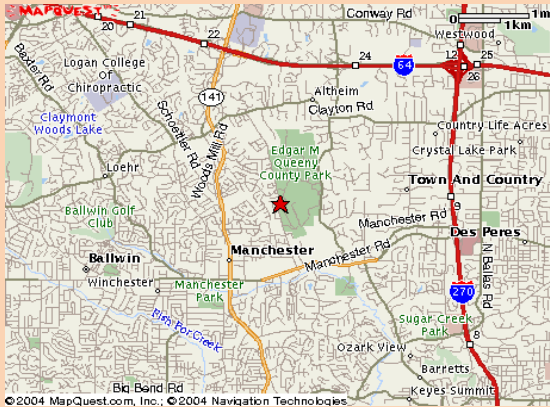 MAPQUEST
20
21
22
Conway Rd
0
1m
1km
Westwood
12
25
24
64
26
Baxter Rd
Logan College
of
Chiropractic
141
Altheim
Clayton Rd
Claymont
Woods Lake
Schoettler Rd
Woods Mill Rd
Country Life Acres
Crystal Lake Park
Edgar M
Queeny
County Park
Loehr
Town And Country
9
Ballwin Golf
Club
Manchester Rd
Des Peres
Manchester
Manchester Rd
N Ballas Rd
Ballwin
Winchester
Manchester
Park
270
Fish Pot Creek
Sugar Creek
Park
8
Ozark View
Barretts
Big Bend Rd
Keyes Summit
©2004 MapQuest.com, Inc.; ©2004 Navigation Technologies